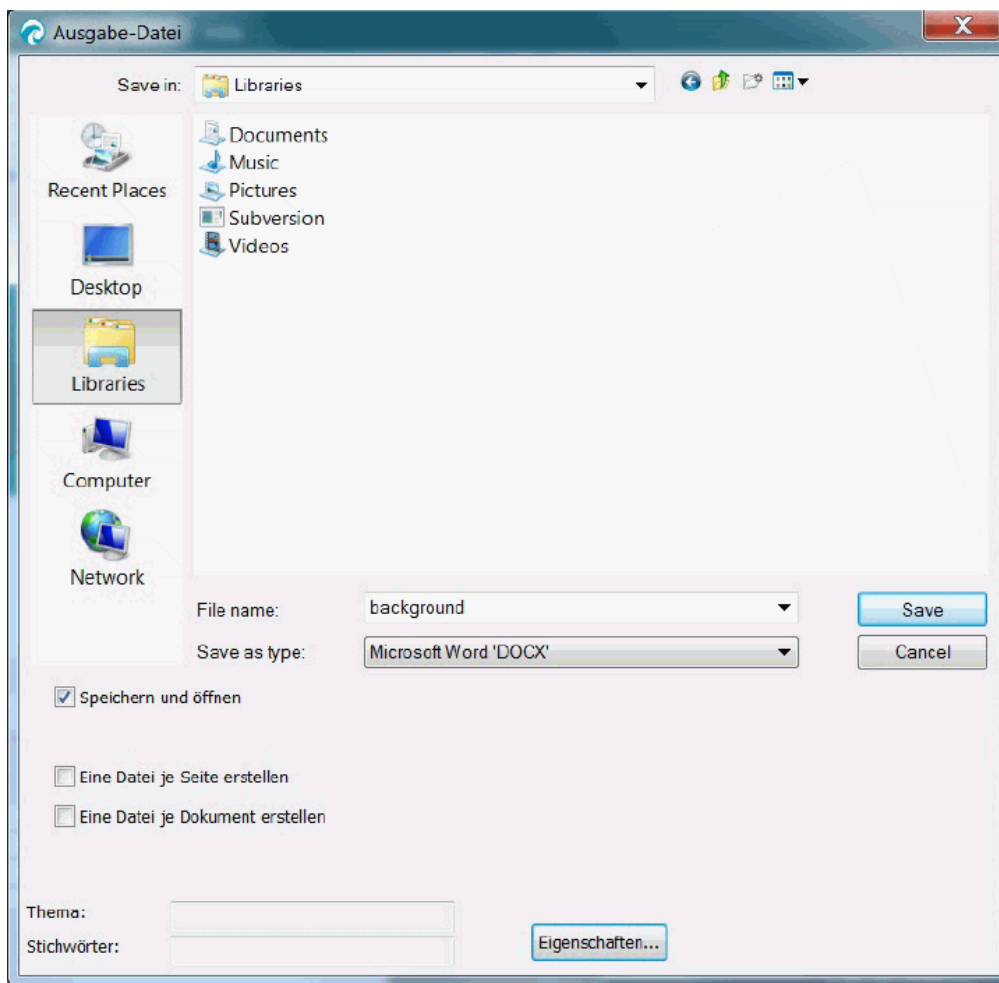 Ausgabe-Datei
X
Save in: Libraries
Documents
Music
Pictures
Subversion
Videos
Recent Places
Desktop
Libraries
Computer
Network
File name: background Save
Save as type: Microsoft Word 'DOCX' Cancel
Speichern und öffnen
Eine Datei je Seite erstellen
Eine Datei je Dokument erstellen
Thema:
Stichwörter: Eigenschaften...